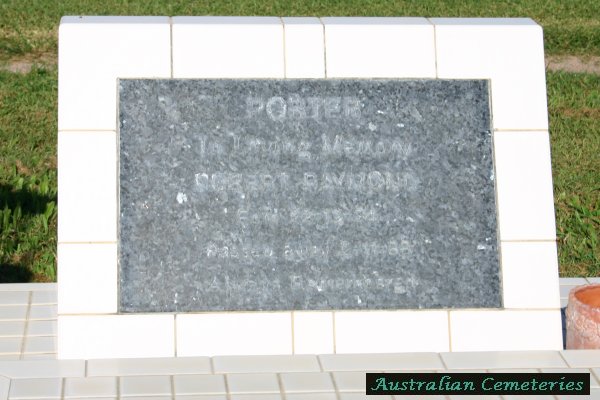 PORTER
In Loving Memory
ROBERT RAYMOND
Born
Passed Away
Always Remembered
Australian Cemeteries